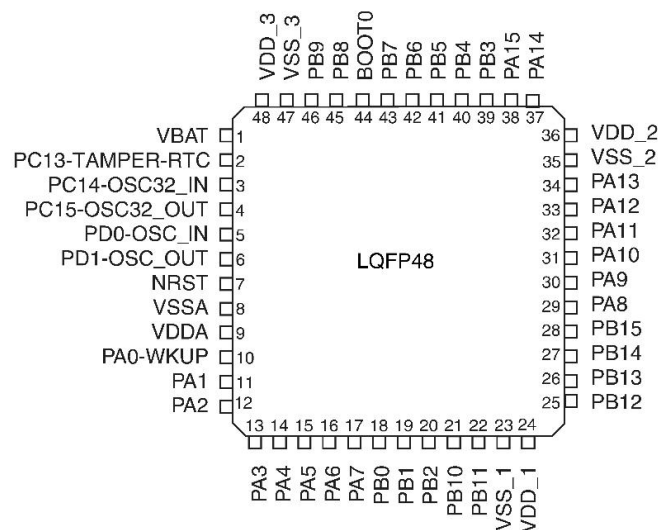 VDD_3
VSS_3
PB9
PB8
BOOT0
PB7
PB6
PB5
PB4
PB3
PA15
PA14
48 47 46 45 44 43 42 41 40 39 38 37
VBAT 1
PC13-TAMPER-RTC 2
PC14-OSC32_IN 3
PC15-OSC32_OUT 4
PD0-OSC_IN 5
PD1-OSC_OUT 6
NRST 7
VSSA 8
VDDA 9
PA0-WKUP 10
PA1 11
PA2 12
LQFP48
36 VDD_2
35 VSS_2
34 PA13
33 PA12
32 PA11
31 PA10
30 PA9
29 PA8
28 PB15
27 PB14
26 PB13
25 PB12
13 14 15 16 17 18 19 20 21 22 23 24
PA3
PA4
PA5
PA6
PA7
PB0
PB1
PB2
PB10
PB11
VSS_1
VDD_1